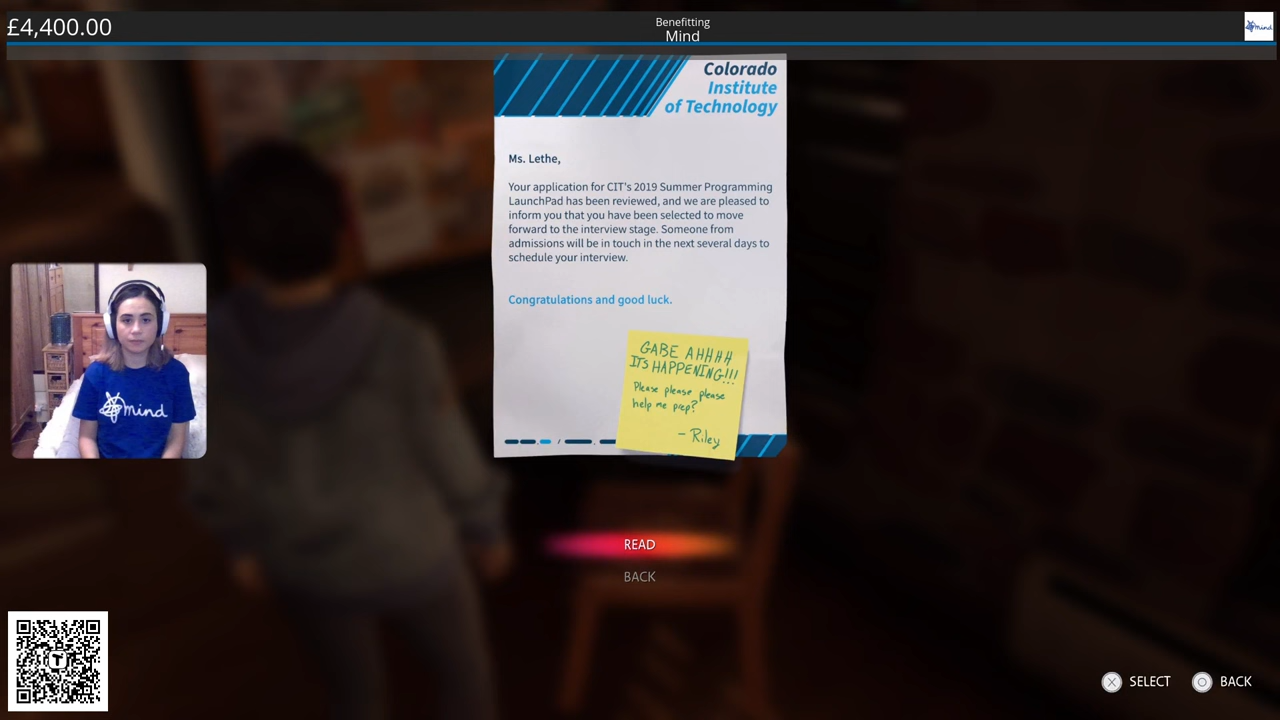 £4,400.00
Benefitting
Mind
mind
Colorado
Institute
of Technology
Ms. Lethe,
Your application for CIT's 2019 Summer Programming
LaunchPad has been reviewed, and we are pleased to
inform you that you have been selected to move
forward to the interview stage. Someone from
admissions will be in touch in the next several days to
schedule your interview.
Congratulations and good luck.
GABE AHHHH
ITS HAPPENING!!!
Please please please
help me prep?
- Riley
mind
READ
BACK
T
SELECT
BACK